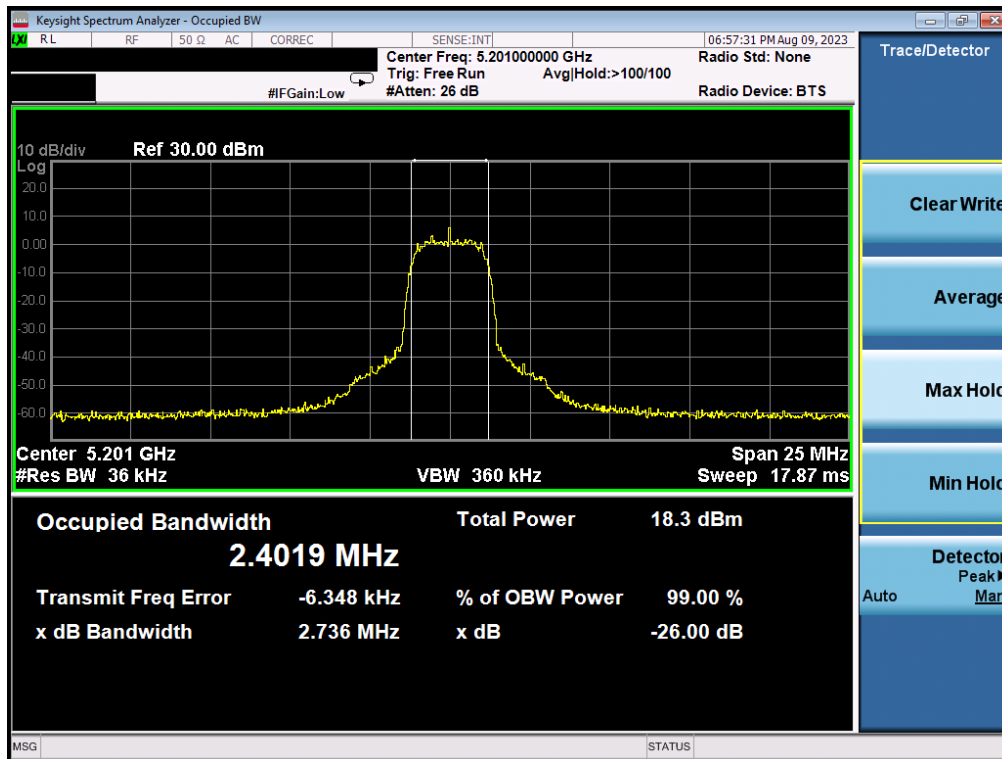 Keysight Spectrum Analyzer - Occupied BW
LXI RL RF 50 Ω AC CORREC SENSE:INT 06:57:31 PM Aug 09, 2023
Center Freq: 5.201000000 GHz Radio Std: None
Trig: Free Run Avg|Hold:>100/100
#IFGain:Low #Atten: 26 dB Radio Device: BTS
10 dB/div Ref 30.00 dBm
Log
20.0
10.0
0.00
-10.0
-20.0
-30.0
-40.0
-50.0
-60.0
Center 5.201 GHz Span 25 MHz
#Res BW 36 kHz VBW 360 kHz Sweep 17.87 ms
Occupied Bandwidth Total Power 18.3 dBm
2.4019 MHz
Transmit Freq Error -6.348 kHz % of OBW Power 99.00 %
x dB Bandwidth 2.736 MHz x dB -26.00 dB
MSG STATUS
Trace/Detector
Clear Write
Average
Max Hold
Min Hold
Detector
Peak
Auto Man